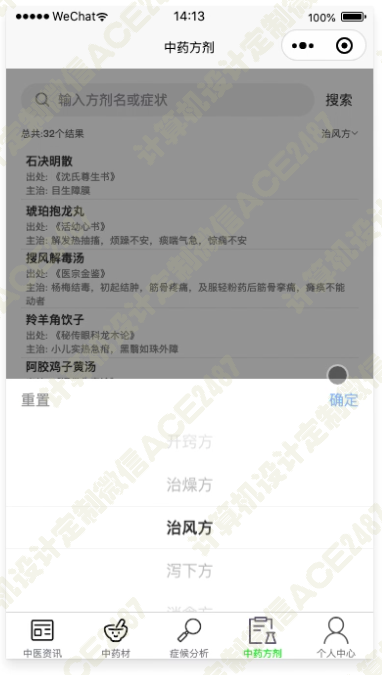 WeChat
14:13
100%
中药方剂
输入方剂名或症状
搜索
总共:32个结果
治风方
石决明散
出处: 《沈氏尊生书》
主治: 目生障膜
琥珀抱龙丸
出处: 《活幼心书》
主治: 解发热抽搐, 烦躁不安, 痰喘气急, 惊痫不安
搜风解毒汤
出处: 《医宗金鉴》
主治: 杨梅结毒, 初起结肿, 筋骨疼痛, 及服轻粉药后筋骨挛痛, 瘫痪不能
动者
羚羊角饮子
出处: 《秘传眼科龙木论》
主治: 小儿实热急疳, 黑翳如珠外障
阿胶鸡子黄汤
重置
确定
开窍方
治燥方
治风方
泻下方
中医资讯
中药材
症候分析
中药方剂
个人中心
计算机设计定制微信ACE2407